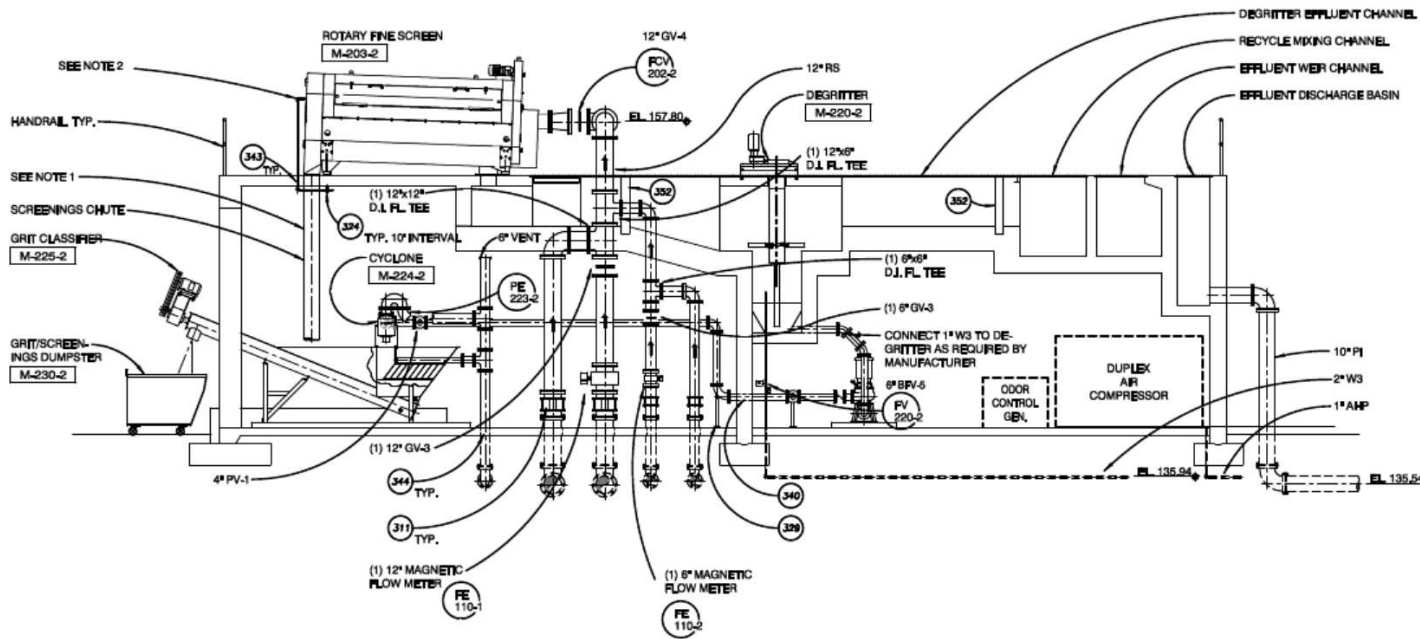 ROTARY FINE SCREEN
M-203-2
12" GV-4
FCV
202-2
SEE NOTE 2
12" RS
DEGRITTER
M-220-2
DEGRITTER EFFLUENT CHANNEL
RECYCLE MIXING CHANNEL
EFFLUENT WEIR CHANNEL
EFFLUENT DISCHARGE BASIN
HANDRAIL TYP.
EL. 157.80
343
TYP.
(1) 12"x6"
D.I. FL. TEE
SEE NOTE 1
(1) 12"x12"
D.I. FL. TEE
352
352
SCREENINGS CHUTE
324
TYP. 10' INTERVAL
6" VENT
GRIT CLASSIFIER
M-225-2
CYCLONE
M-224-2
PE
223-2
(1) 6"x6"
D.I. FL. TEE
(1) 6" GV-3
CONNECT 1" W3 TO DE-
GRITTER AS REQUIRED BY
MANUFACTURER
GRIT/SCREEN-
INGS DUMPSTER
M-230-2
6" BFV-5
FV
220-2
ODOR
CONTROL
GEN.
DUPLEX
AIR
COMPRESSOR
10" PI
2" W3
1" AHP
(1) 12" GV-3
4" PV-1
344
TYP.
340
EL. 135.94
EL. 135.54
311
TYP.
329
(1) 12" MAGNETIC
FLOW METER
FE
110-1
(1) 6" MAGNETIC
FLOW METER
FE
110-2